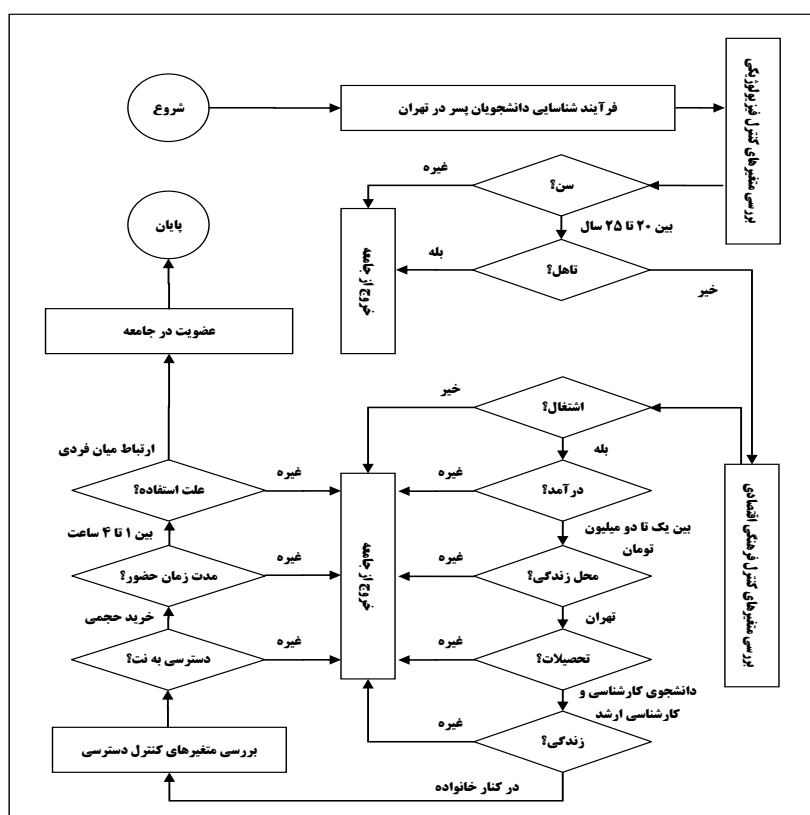 شروع
فرآیند شناسایی دانشجویان پسر در تهران
بررسی متغیرهای کنترل فیزیولوژیکی
سن؟
غیره
بین ۲۰ تا ۲۵ سال
تاهل؟
بله
خیر
خروج از جامعه
بررسی متغیرهای کنترل فرهنگی اقتصادی
اشتغال؟
خیر
بله
درآمد؟
غیره
بین یک تا دو میلیون
تومان
محل زندگی؟
غیره
تهران
تحصیلات؟
غیره
دانشجوی کارشناسی و
کارشناسی ارشد
زندگی؟
غیره
در کنار خانواده
خروج از جامعه
بررسی متغیرهای کنترل دسترسی
دسترسی به نت؟
غیره
خرید حجمی
مدت زمان حضور؟
غیره
بین ۱ تا ۴ ساعت
علت استفاده؟
غیره
ارتباط میان فردی
عضویت در جامعه
پایان